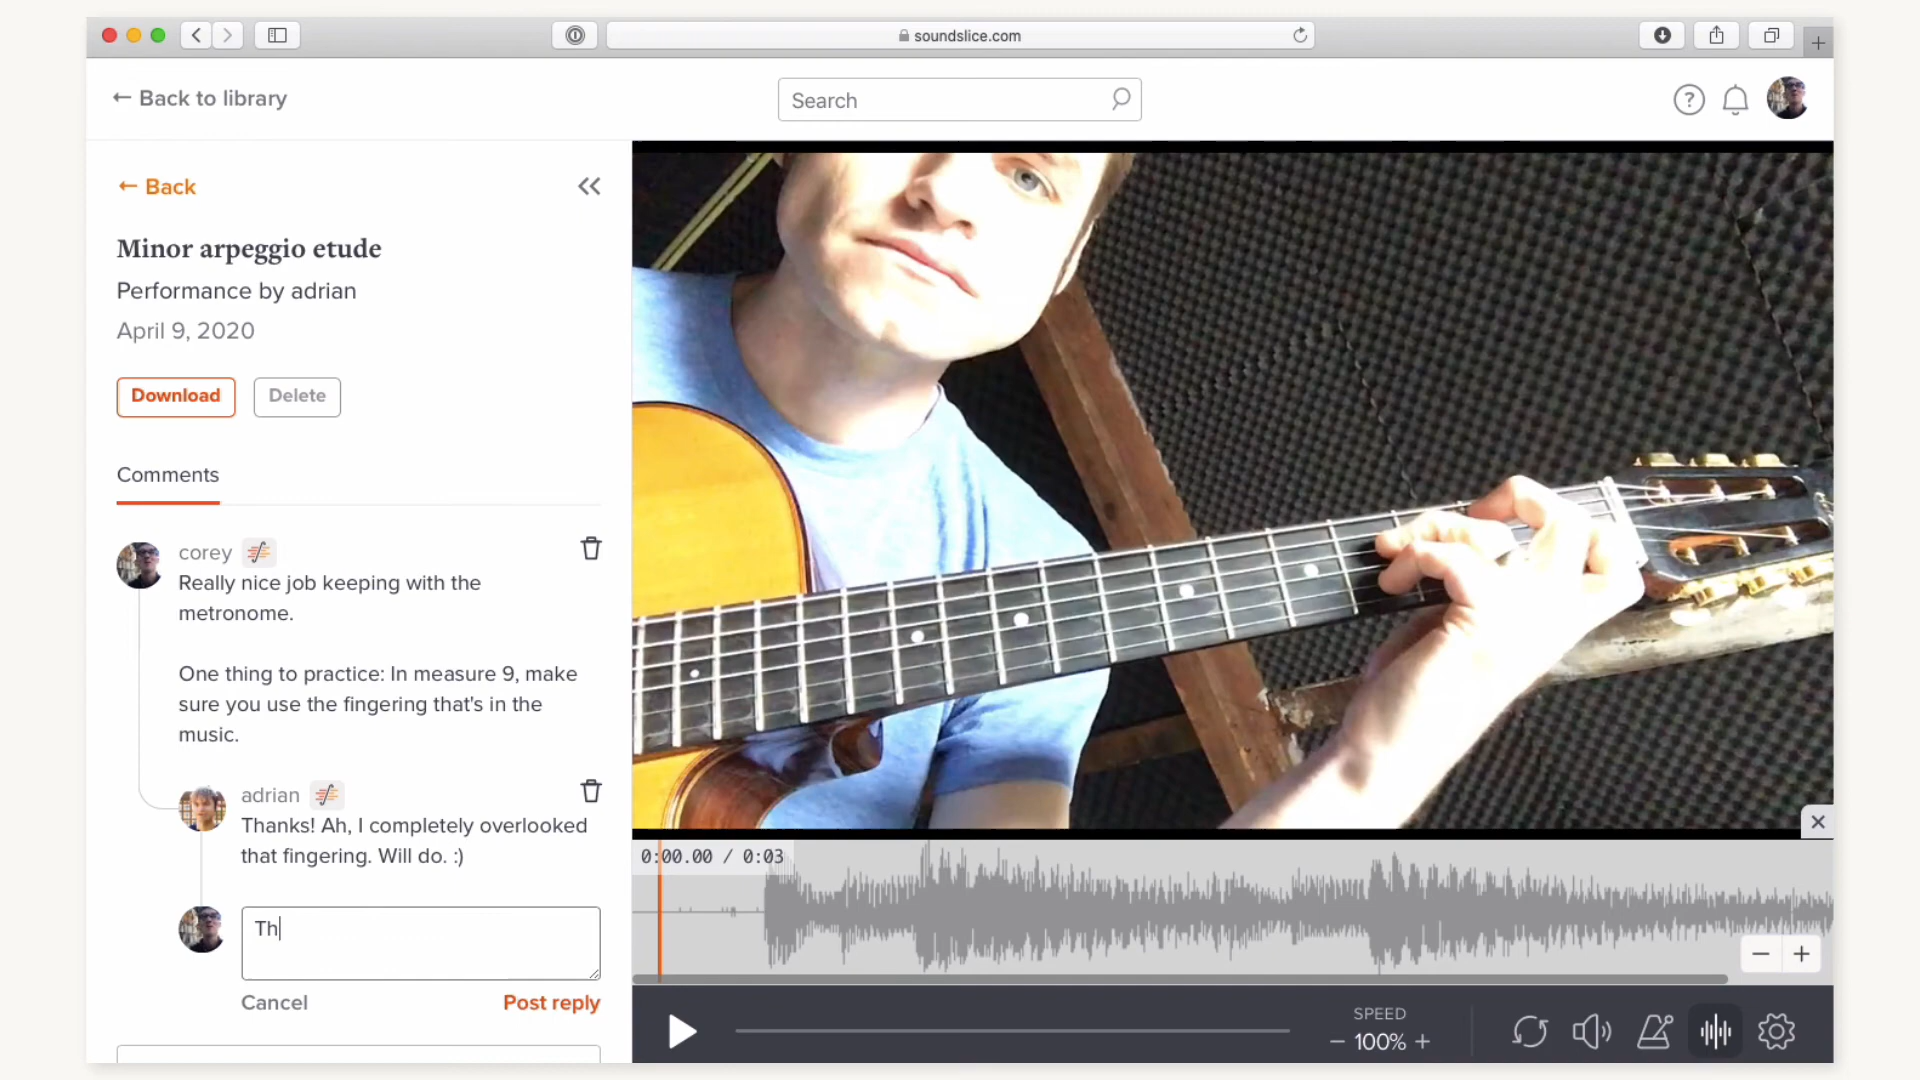 soundslice.com
← Back to library
Search
?
← Back
Minor arpeggio etude
Performance by adrian
April 9, 2020
Download
Delete
Comments
corey
Really nice job keeping with the
metronome.
One thing to practice: In measure 9, make
sure you use the fingering that's in the
music.
adrian
Thanks! Ah, I completely overlooked
that fingering. Will do. :)
Th
Cancel
Post reply
0:00.00 / 0:03
SPEED
− 100% +